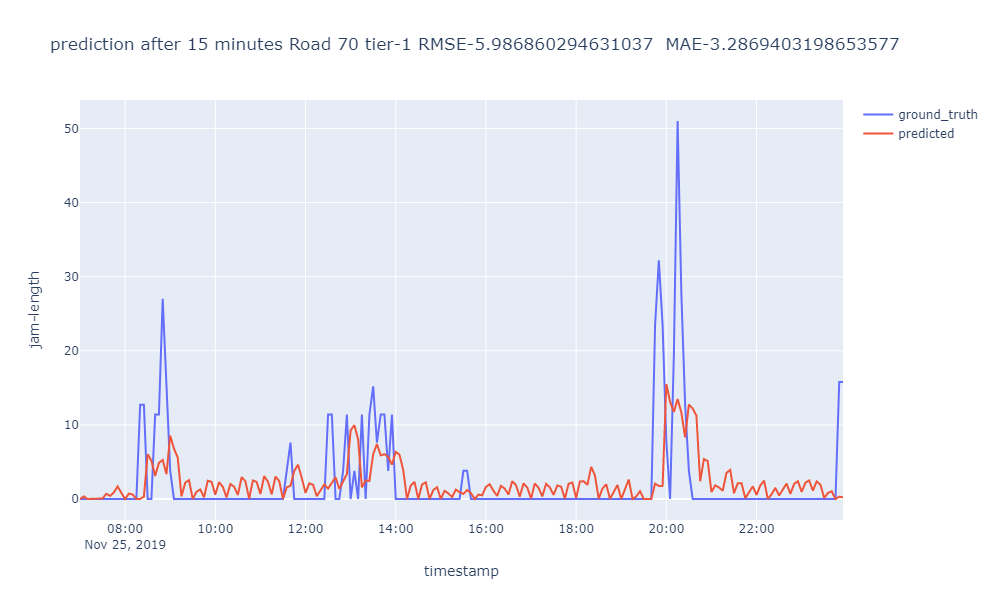 prediction after 15 minutes Road 70 tier-1 RMSE-5.986860294631037  MAE-3.2869403198653577
ground_truth
predicted
50
40
30
20
10
0
jam-length
08:00 10:00 12:00 14:00 16:00 18:00 20:00 22:00
Nov 25, 2019
timestamp